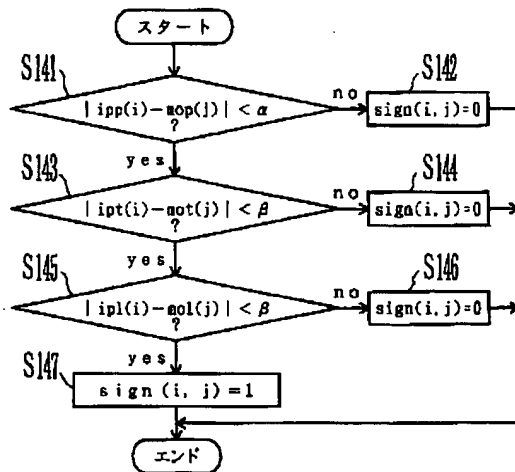 スタート
S141
| ipp(i)-mop(j)| < α
?
no
S142
sign(i, j)=0
yes
S143
| ipt(i)-mot(j)| < β
?
no
S144
sign(i, j)=0
yes
S145
| ipl(i)-mol(j)| < β
?
no
S146
sign(i, j)=0
yes
S147
sign (i, j)=1
エンド